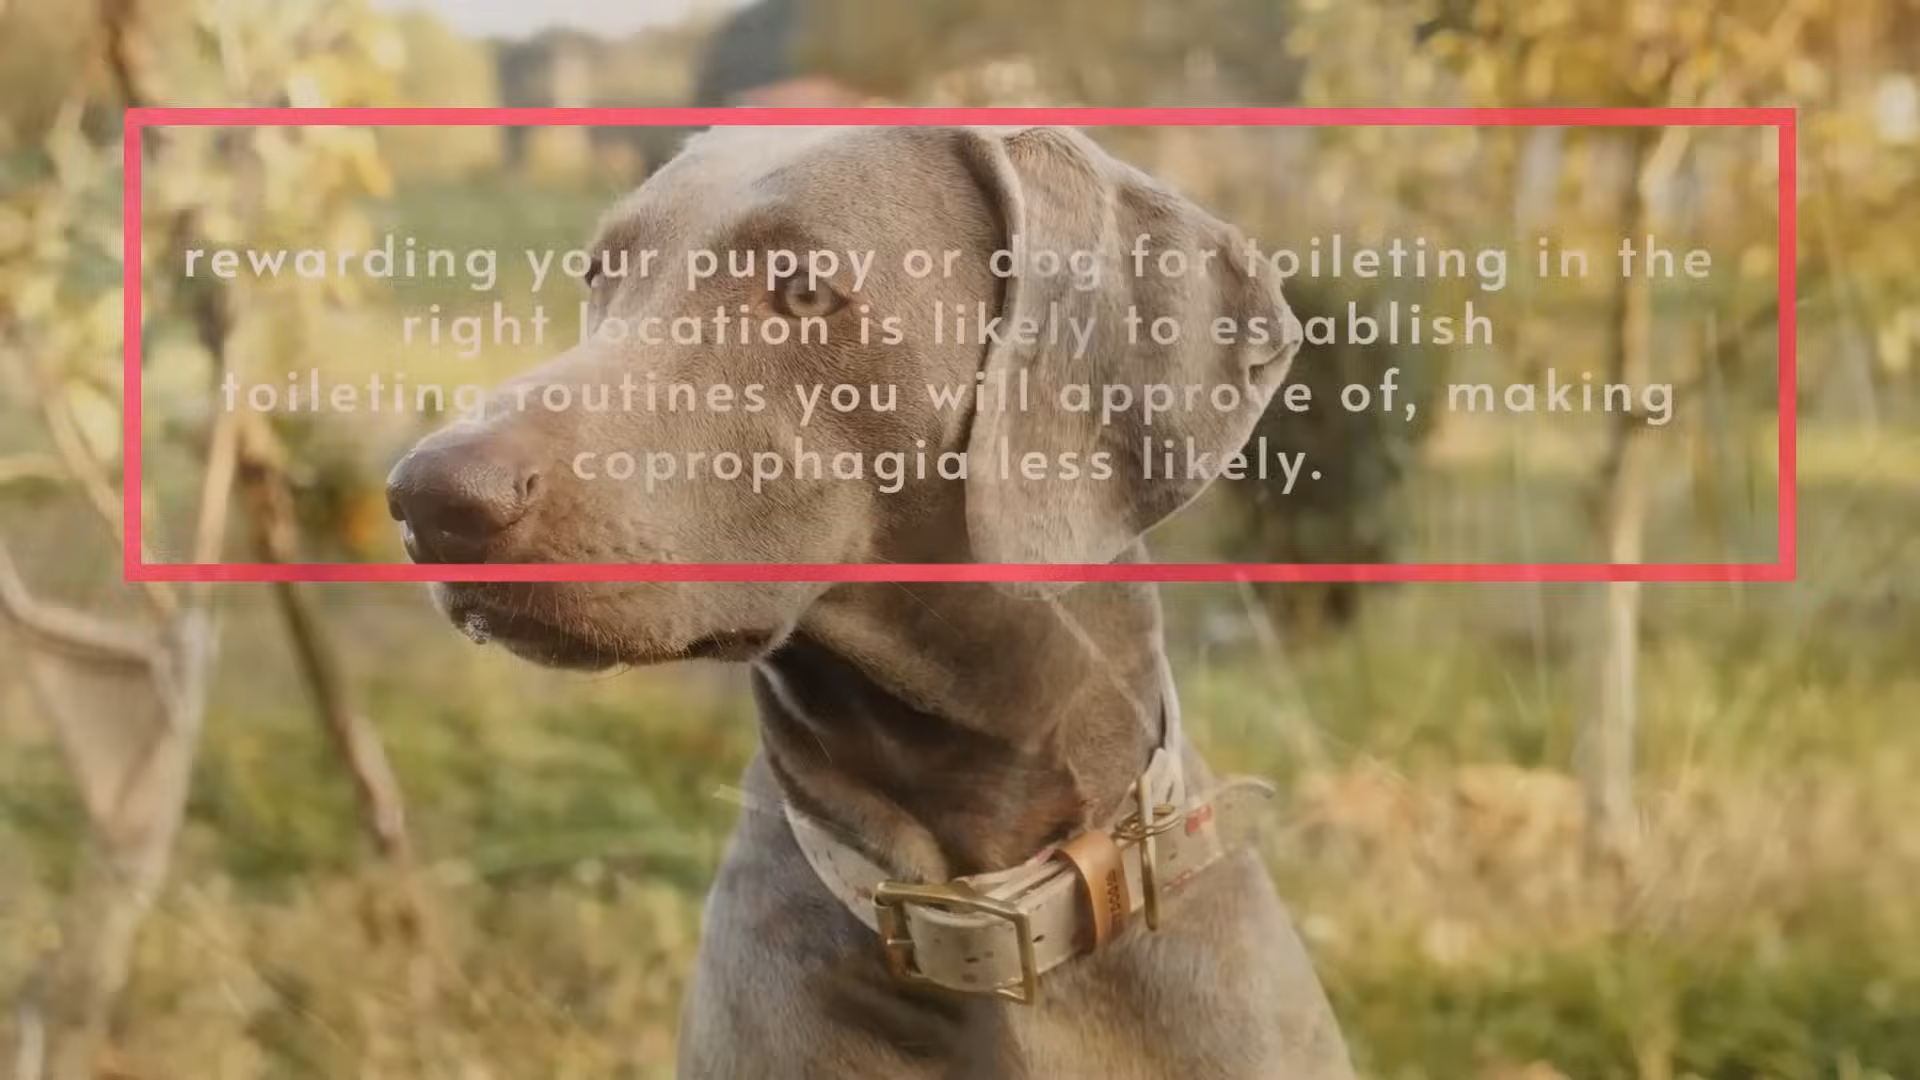 rewarding your puppy or dog for toileting in the
right location is likely to establish
toileting routines you will approve of, making
coprophagia less likely.